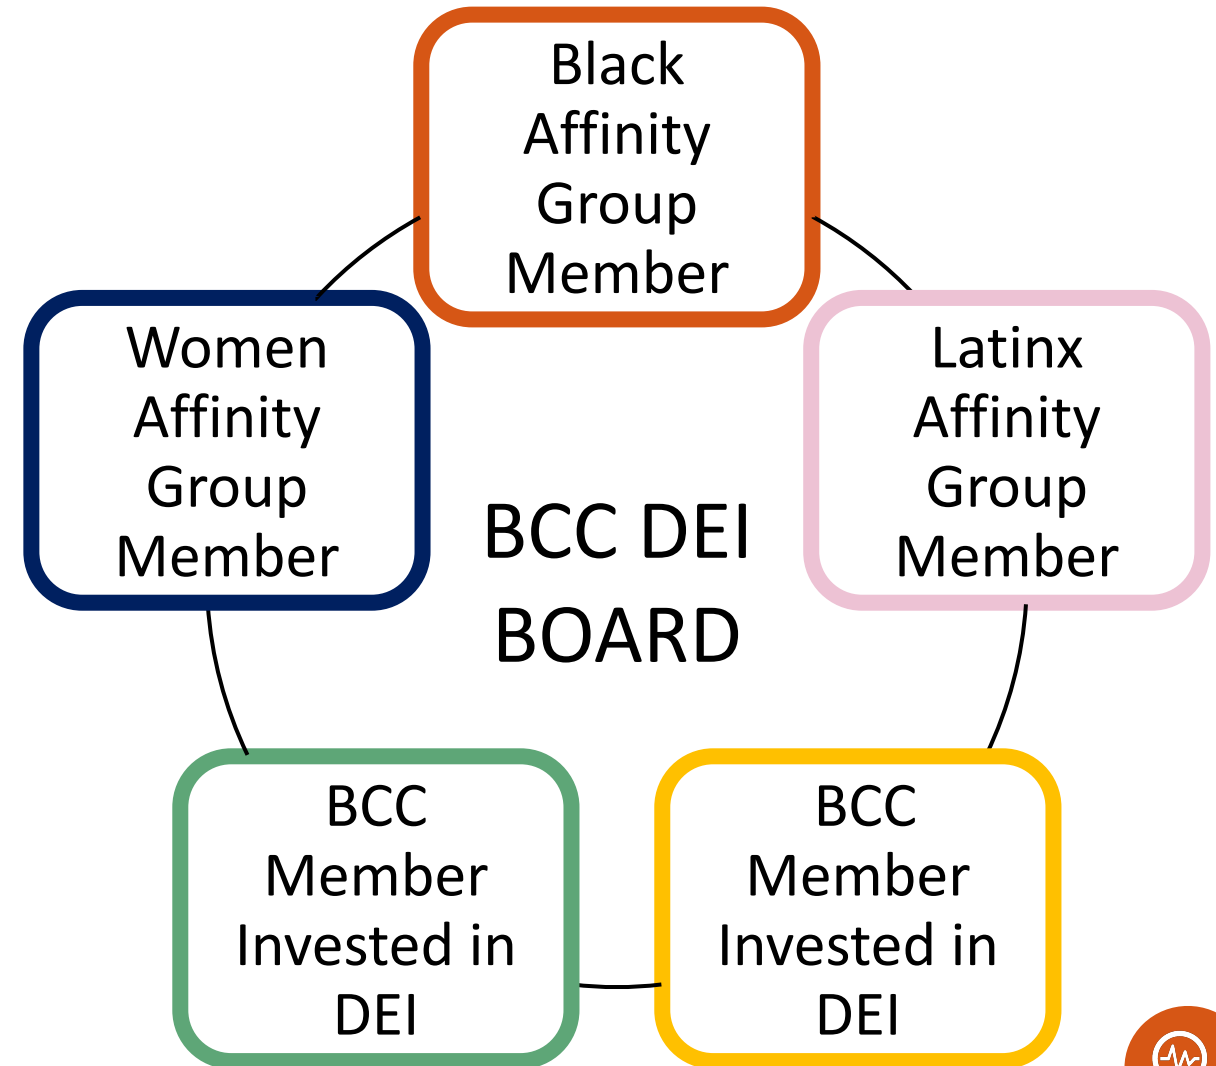 Black
Affinity
Group
Member
Women
Affinity
Group
Member
Latinx
Affinity
Group
Member
BCC DEI
BOARD
BCC
Member
Invested in
DEI
BCC
Member
Invested in
DEI